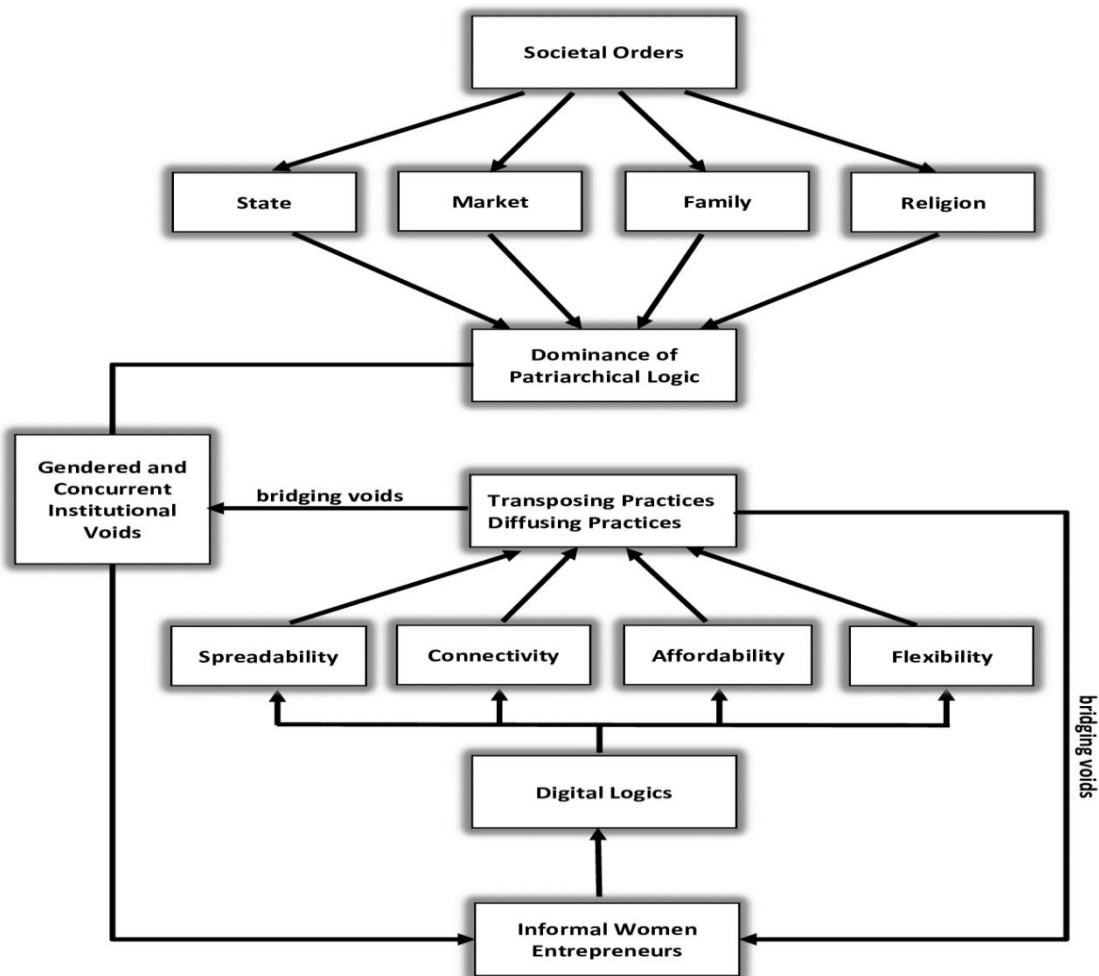 Societal Orders
State
Market
Family
Religion
Dominance of
Patriarchical Logic
Gendered and
Concurrent
Institutional
Voids
bridging voids
Transposing Practices
Diffusing Practices
Spreadability
Connectivity
Affordability
Flexibility
bridging voids
Digital Logics
Informal Women
Entrepreneurs